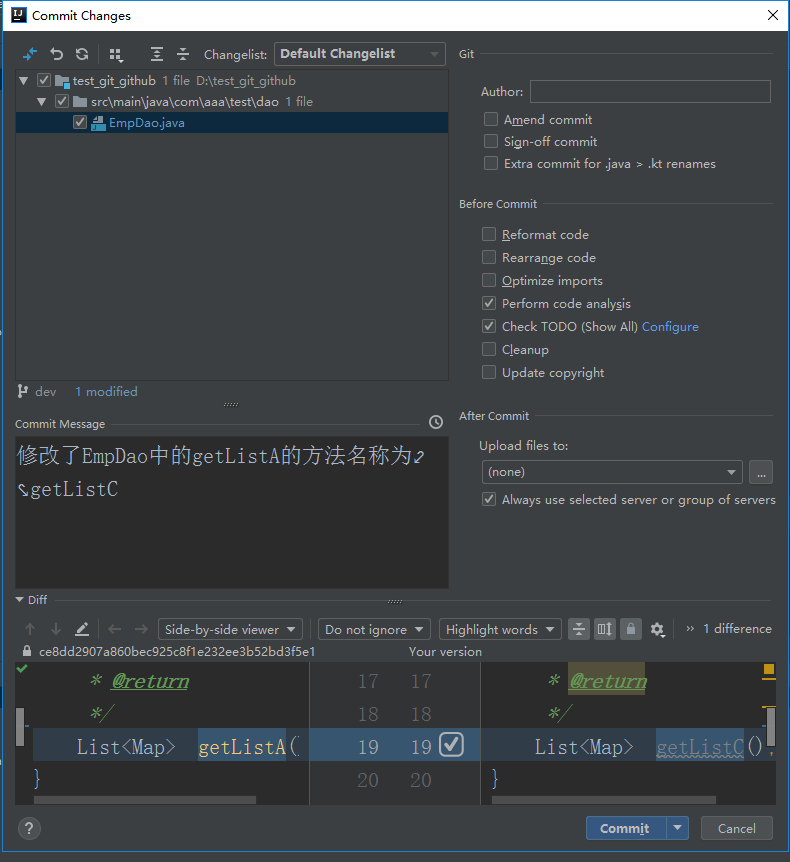 Commit Changes
Changelist: Default Changelist
test_git_github 1 file D:\test_git_github
src\main\java\com\aaa\test\dao 1 file
EmpDao.java
dev 1 modified
Commit Message
修改了EmpDao中的getListA的方法名称为
getListC
Git
Author:
Amend commit
Sign-off commit
Extra commit for .java > .kt renames
Before Commit
Reformat code
Rearrange code
Optimize imports
Perform code analysis
Check TODO (Show All) Configure
Cleanup
Update copyright
After Commit
Upload files to:
(none) ...
Always use selected server or group of servers
Diff
Side-by-side viewer Do not ignore Highlight words » 1 difference
ce8dd2907a860bec925c8f1e232ee3b52bd3f5e1 Your version
* @return 17 17 * @return
*/ 18 18 */
List<Map> getListA( 19 19 List<Map> getListC();
} 20 20 }
? Commit Cancel